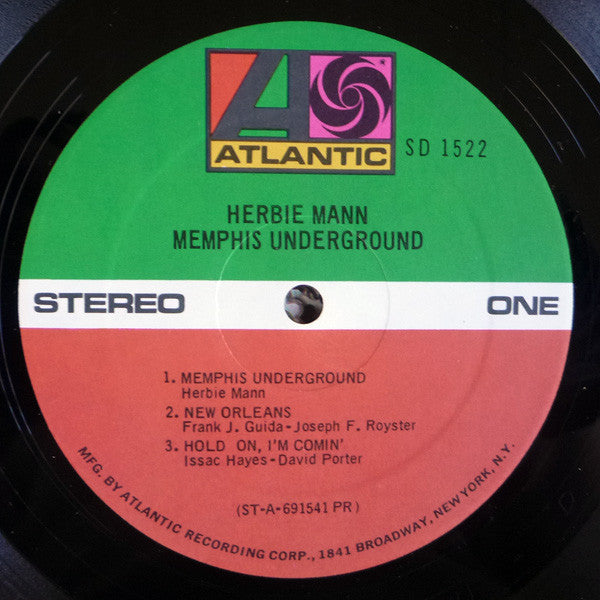 ATLANTIC
SD 1522
HERBIE MANN
MEMPHIS UNDERGROUND
STEREO
ONE
1. MEMPHIS UNDERGROUND
Herbie Mann
2. NEW ORLEANS
Frank J. Guida-Joseph F. Royster
3. HOLD ON, I'M COMIN'
Issac Hayes-David Porter
(ST-A-691541 PR)
MFG. BY ATLANTIC RECORDING CORP., 1841 BROADWAY, NEW YORK, N.Y.